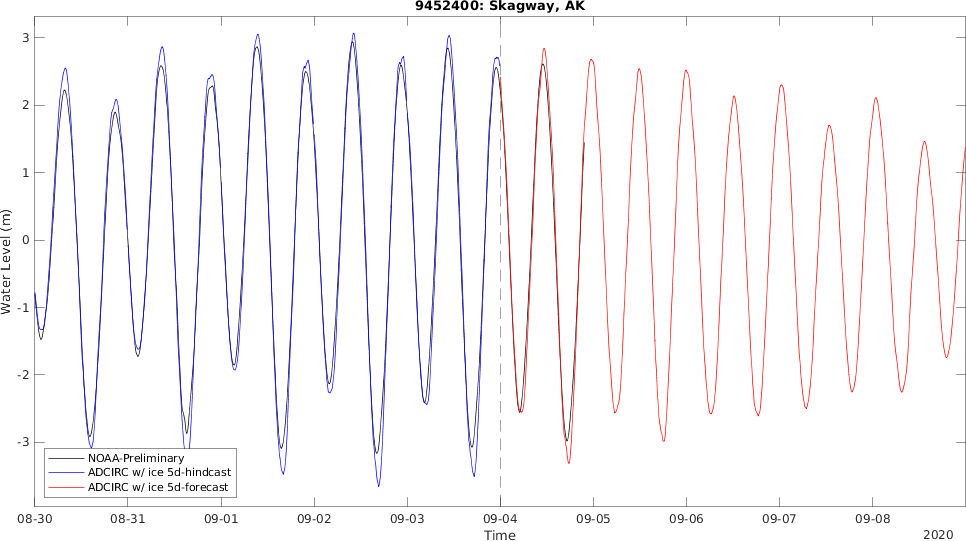 9452400: Skagway, AK
3
2
1
0
-1
-2
-3
Water Level (m)
NOAA-Preliminary
ADCIRC w/ ice 5d-hindcast
ADCIRC w/ ice 5d-forecast
08-30 08-31 09-01 09-02 09-03 09-04 09-05 09-06 09-07 09-08
Time
2020